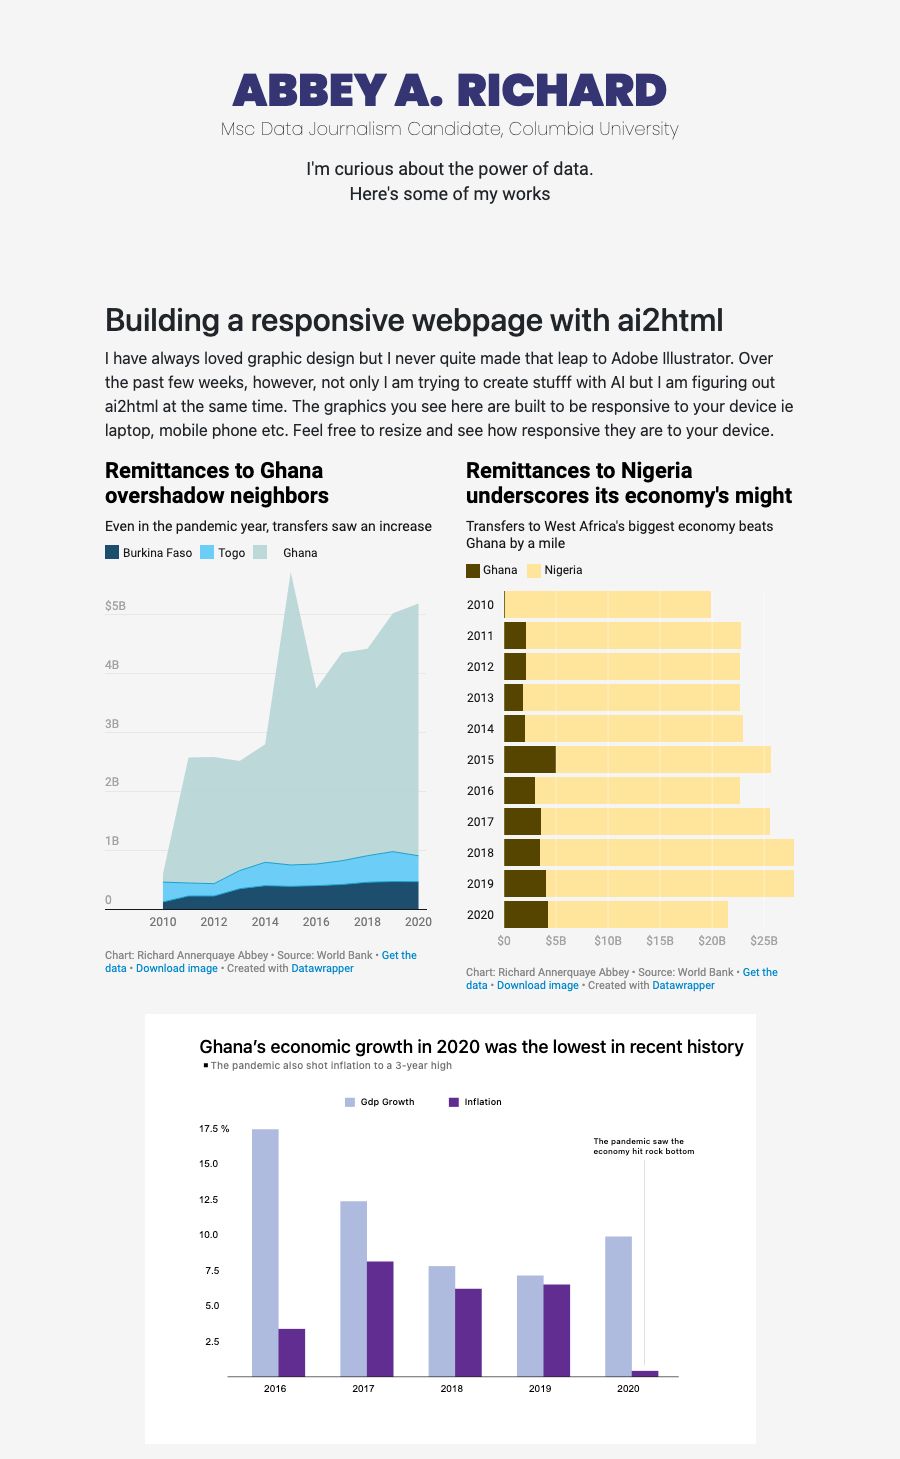 ABBEY A. RICHARD
Msc Data Journalism Candidate, Columbia University
I'm curious about the power of data.
Here's some of my works
Building a responsive webpage with ai2html
I have always loved graphic design but I never quite made that leap to Adobe Illustrator. Over
the past few weeks, however, not only I am trying to create stufff with AI but I am figuring out
ai2html at the same time. The graphics you see here are built to be responsive to your device ie
laptop, mobile phone etc. Feel free to resize and see how responsive they are to your device.
Remittances to Ghana
overshadow neighbors
Even in the pandemic year, transfers saw an increase
Burkina Faso Togo Ghana
$5B
4B
3B
2B
1B
0
2010 2012 2014 2016 2018 2020
Chart: Richard Annerquaye Abbey • Source: World Bank • Get the
data • Download image • Created with Datawrapper
Remittances to Nigeria
underscores its economy's might
Transfers to West Africa's biggest economy beats
Ghana by a mile
Ghana Nigeria
2010
2011
2012
2013
2014
2015
2016
2017
2018
2019
2020
$0 $5B $10B $15B $20B $25B
Chart: Richard Annerquaye Abbey • Source: World Bank • Get the
data • Download image • Created with Datawrapper
Ghana's economic growth in 2020 was the lowest in recent history
The pandemic also shot inflation to a 3-year high
Gdp Growth Inflation
17.5 %
15.0
12.5
10.0
7.5
5.0
2.5
The pandemic saw the
economy hit rock bottom
2016 2017 2018 2019 2020